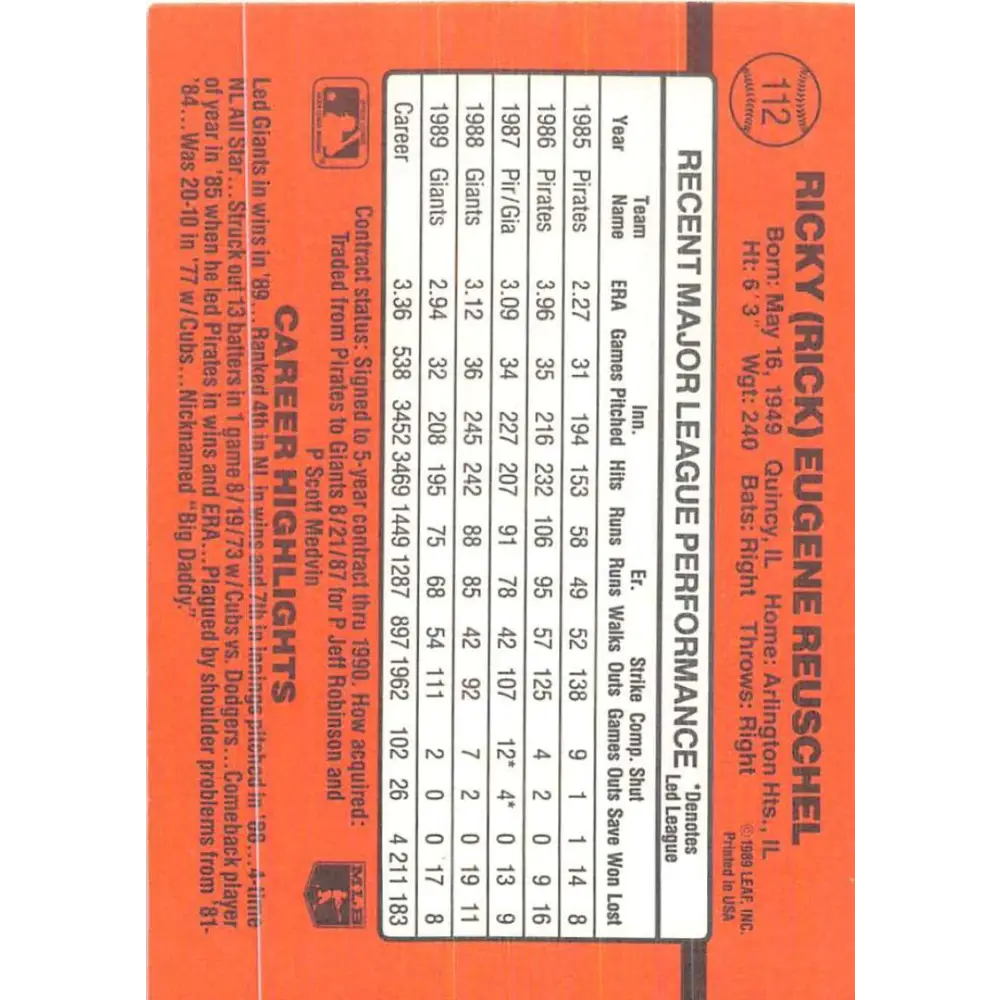 112
RICKY (RICK) EUGENE REUSCHEL
Born: May 16, 1949 Quincy, IL Home: Arlington Hts., IL
Ht: 6'3" Wgt: 240 Bats: Right Throws: Right
©1989 LEAF, INC.
Printed in USA
RECENT MAJOR LEAGUE PERFORMANCE *Denotes Led League
Year Team Name ERA Games Inn. Pitched Hits Runs Er. Runs Walks Strike Outs Comp. Games Shut Outs Save Won Lost
1985 Pirates 2.27 31 194 153 58 49 52 138 9 1 1 14 8
1986 Pirates 3.96 35 216 232 106 95 57 125 4 2 0 9 16
1987 Pir/Gia 3.09 34 227 207 91 78 42 107 12* 4* 0 13 9
1988 Giants 3.12 36 245 242 88 85 42 92 7 2 0 19 11
1989 Giants 2.94 32 208 195 75 68 54 111 2 0 0 17 8
Career 3.36 538 3452 3469 1449 1287 897 1962 102 26 4 211 183
Contract status: Signed to 5-year contract thru 1990. How acquired:
Traded from Pirates to Giants 8/21/87 for P Jeff Robinson and
P Scott Medvin
MLB
CAREER HIGHLIGHTS
Led Giants in wins in '89... Ranked 4th in NL in wins and 7th in innings pitched in '88...4-time
NL All Star...Struck out 13 batters in 1 game 8/19/73 w/Cubs vs. Dodgers...Comeback player
of year in '85 when he led Pirates in wins and ERA...Plagued by shoulder problems from '81-
'84...Was 20-10 in '77 w/Cubs...Nicknamed "Big Daddy."